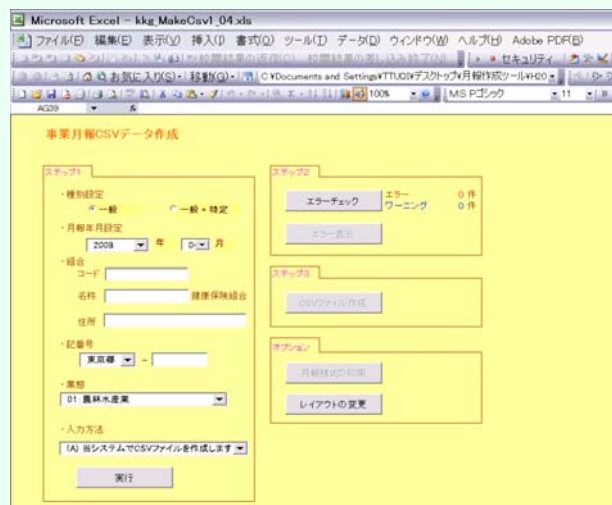 Microsoft Excel - kkg_MakeCsv1_04.xls
ファイル(F) 編集(E) 表示(V) 挿入(I) 書式(O) ツール(T) データ(D) ウィンドウ(W) ヘルプ(H) Adobe PDF(B)
セキュリティ
お気に入り(S) 移動(G)
100% MS Pゴシック 11
AG39
事業月報CSVデータ作成
ステップ1
・種別設定
一般 一般+特定
・月報年月設定
2008 年 月
・組合
コード
名称 健康保険組合
住所
・記番号
東京都 -
・業態
01:農林水産業
・入力方法
(A) 当システムでCSVファイルを作成します
実行
ステップ2
エラーチェック エラー 0 件
ワーニング 0 件
エラー表示
ステップ3
CSVファイル作成
オプション
月報様式の印刷
レイアウトの変更